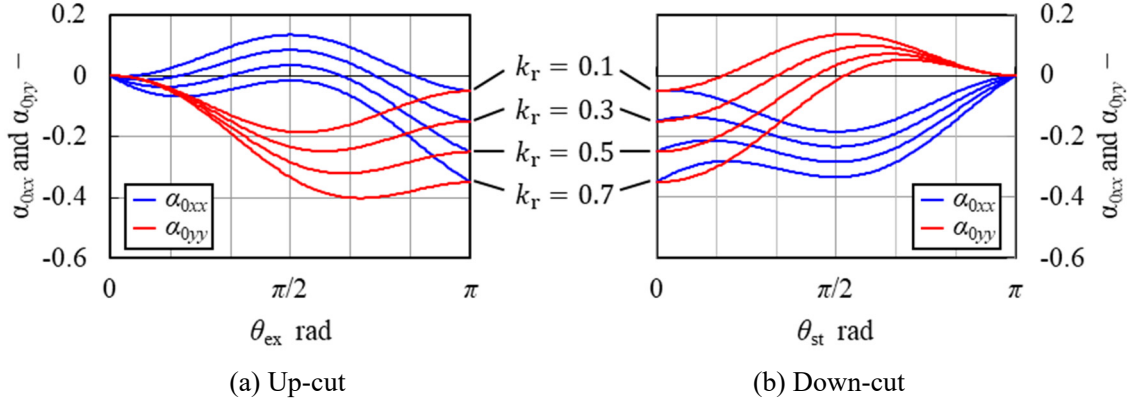 0.2
0
-0.2
-0.4
-0.6
α0xx and α0yy −
α0xx
α0yy
0
π/2
π
θex rad
(a) Up-cut
kr = 0.1
kr = 0.3
kr = 0.5
kr = 0.7
0.2
0
-0.2
-0.4
-0.6
α0xx and α0yy −
α0xx
α0yy
0
π/2
π
θst rad
(b) Down-cut